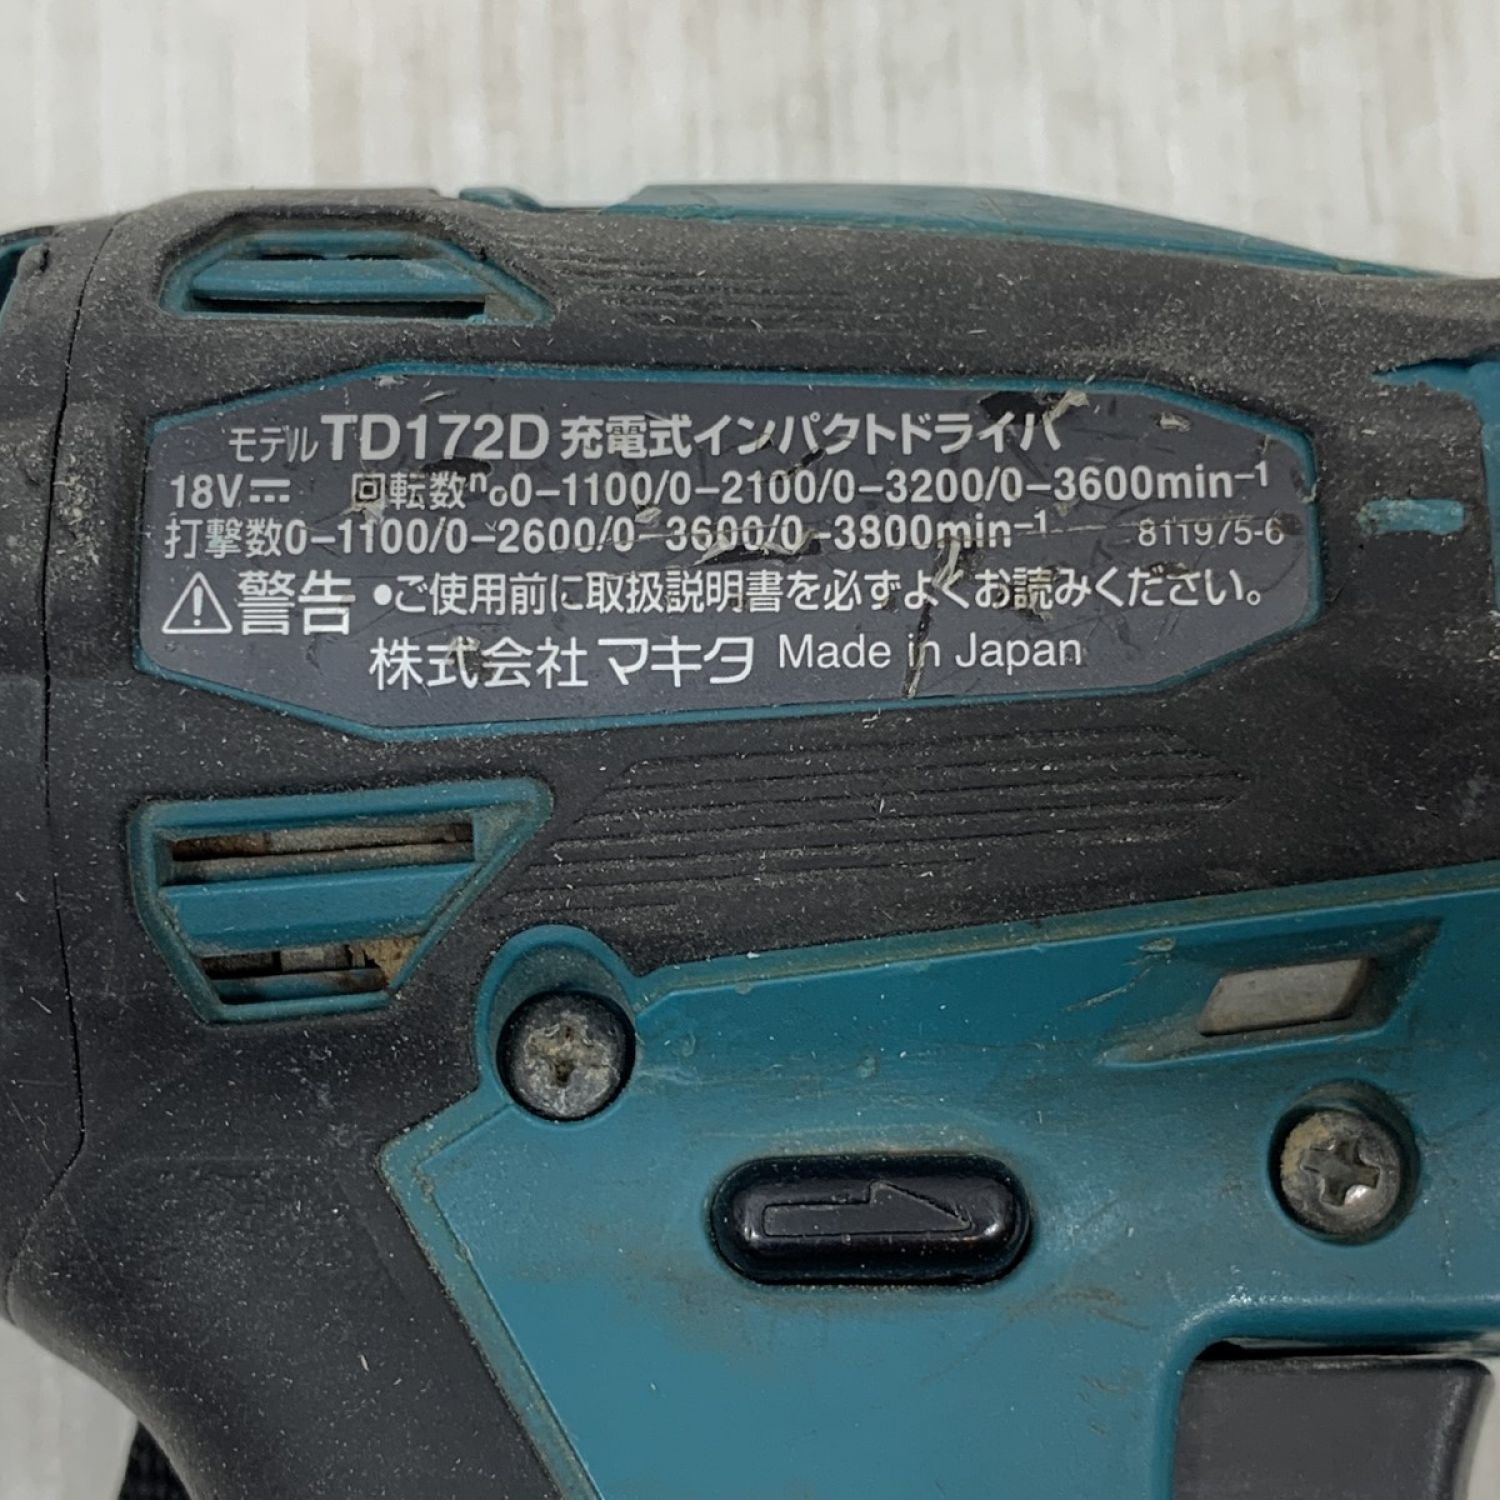 モデル TD172D 充電式インパクトドライバ
18V⎓ 回転数n₀0-1100/0-2100/0-3200/0-3600min⁻¹
打撃数0-1100/0-2600/0-3600/0-3800min⁻¹ 811975-6
⚠警告 ●ご使用前に取扱説明書を必ずよくお読みください。
株式会社マキタ Made in Japan